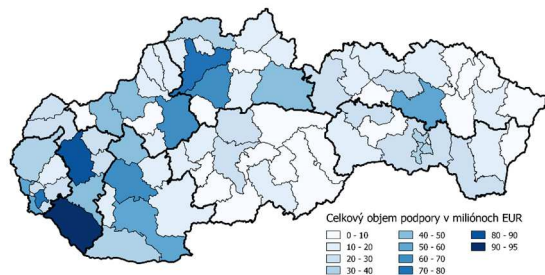 Celkový objem podpory v miliónoch EUR
0 - 10 40 - 50 80 - 90
10 - 20 50 - 60 90 - 95
20 - 30 60 - 70
30 - 40 70 - 80